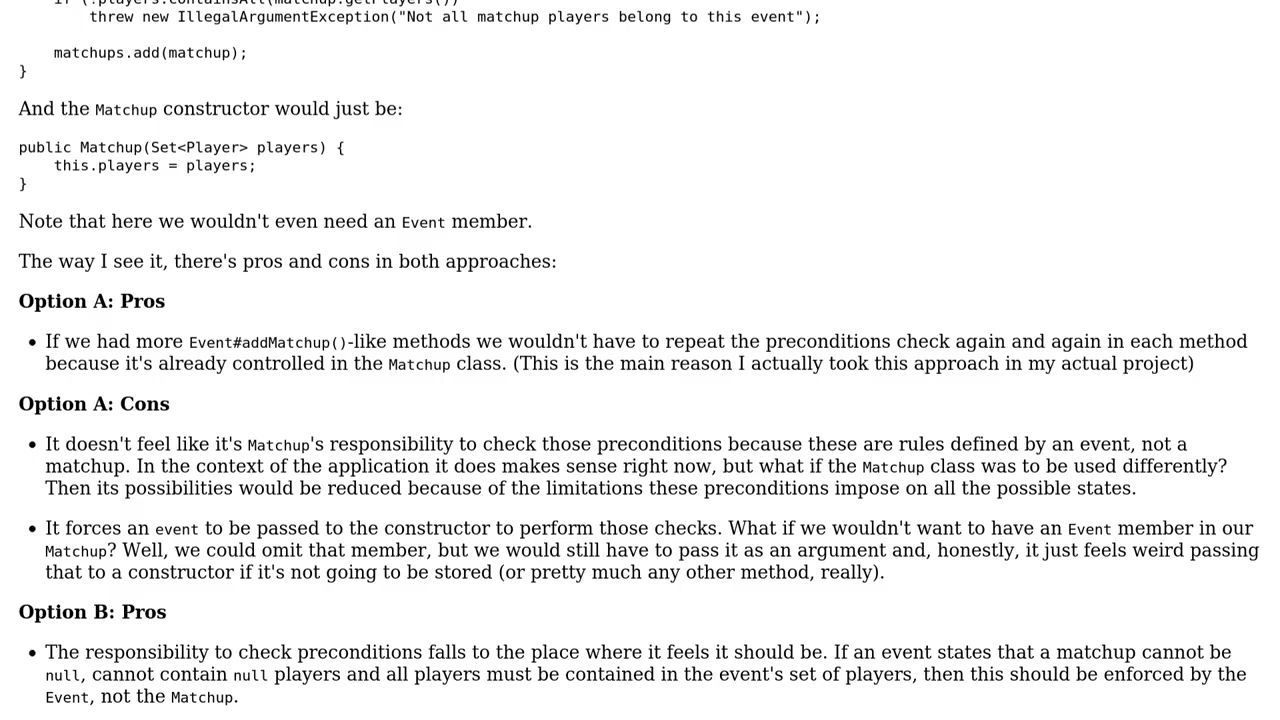 if (!players.containsAll(matchup.getPlayers())
threw new IllegalArgumentException("Not all matchup players belong to this event");
matchups.add(matchup);
}
And the Matchup constructor would just be:
public Matchup(Set<Player> players) {
this.players = players;
}
Note that here we wouldn't even need an Event member.
The way I see it, there's pros and cons in both approaches:
Option A: Pros
• If we had more Event#addMatchup()-like methods we wouldn't have to repeat the preconditions check again and again in each method
because it's already controlled in the Matchup class. (This is the main reason I actually took this approach in my actual project)
Option A: Cons
• It doesn't feel like it's Matchup's responsibility to check those preconditions because these are rules defined by an event, not a
matchup. In the context of the application it does makes sense right now, but what if the Matchup class was to be used differently?
Then its possibilities would be reduced because of the limitations these preconditions impose on all the possible states.
• It forces an event to be passed to the constructor to perform those checks. What if we wouldn't want to have an Event member in our
Matchup? Well, we could omit that member, but we would still have to pass it as an argument and, honestly, it just feels weird passing
that to a constructor if it's not going to be stored (or pretty much any other method, really).
Option B: Pros
• The responsibility to check preconditions falls to the place where it feels it should be. If an event states that a matchup cannot be
null, cannot contain null players and all players must be contained in the event's set of players, then this should be enforced by the
Event, not the Matchup.